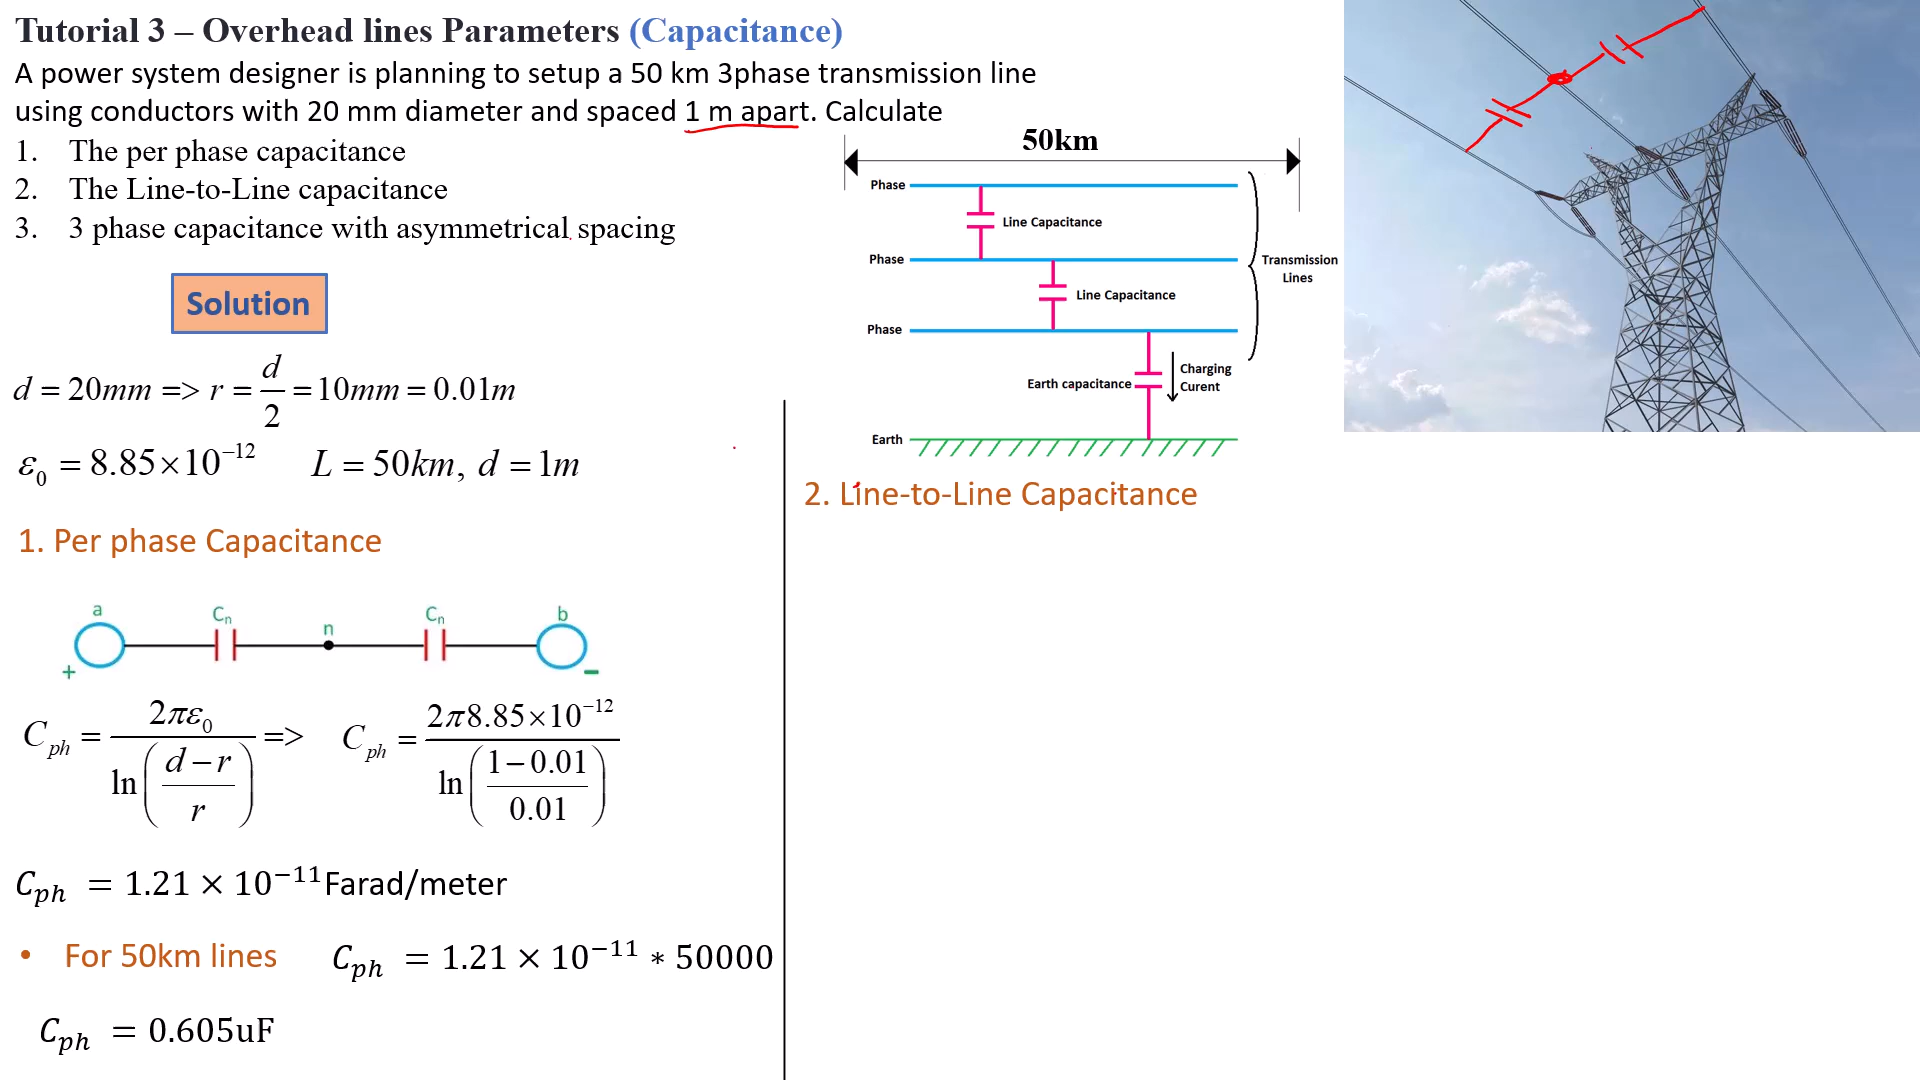 Tutorial 3 – Overhead lines Parameters (Capacitance)
A power system designer is planning to setup a 50 km 3phase transmission line
using conductors with 20 mm diameter and spaced 1 m apart. Calculate
1. The per phase capacitance
2. The Line-to-Line capacitance
3. 3 phase capacitance with asymmetrical spacing
Solution
d = 20mm => r = d/2 = 10mm = 0.01m
ε₀ = 8.85×10⁻¹² L = 50km, d = 1m
1. Per phase Capacitance
a Cₙ n Cₙ b
+ −
C_ph = 2πε₀ / ln((d−r)/r) => C_ph = 2π8.85×10⁻¹² / ln((1−0.01)/0.01)
C_ph = 1.21 × 10⁻¹¹ Farad/meter
• For 50km lines C_ph = 1.21 × 10⁻¹¹ ∗ 50000
C_ph = 0.605uF
50km
Phase
Line Capacitance
Phase
Transmission
Lines
Line Capacitance
Phase
Charging
Curent
Earth capacitance
Earth
2. Line-to-Line Capacitance